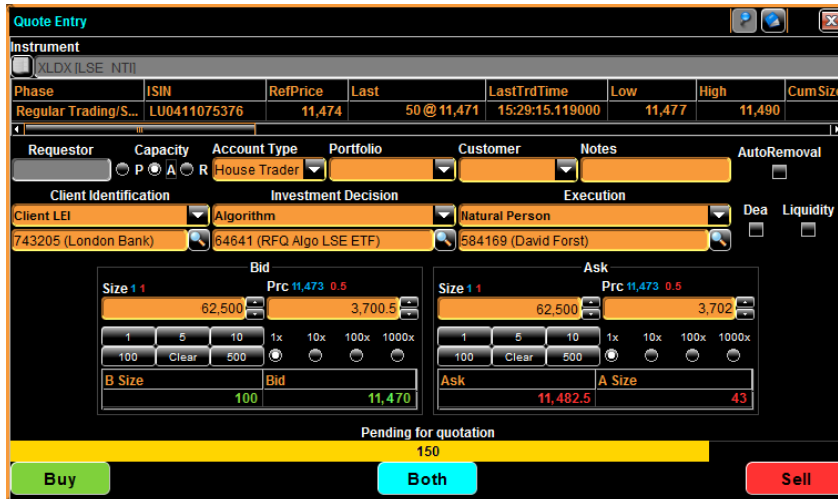 Quote Entry
Instrument
XLDX [LSE NTI]
Phase ISIN RefPrice Last LastTrdTime Low High CumSize
Regular Trading/S... LU0411075376 11,474 50@11,471 15:29:15.119000 11,477 11,490
Requestor Capacity Account Type Portfolio Customer Notes AutoRemoval
P A R House Trader
Client Identification Investment Decision Execution
Client LEI Algorithm Natural Person Dea Liquidity
743205 (London Bank) 64641 (RFQ Algo LSE ETF) 584169 (David Forst)
Bid Ask
Size 1 1 Prc 11,473 0.5 Size 1 1 Prc 11,473 0.5
62,500 3,700.5 62,500 3,702
1 5 10 1x 10x 100x 1000x 1 5 10 1x 10x 100x 1000x
100 Clear 500 100 Clear 500
B Size Bid Ask A Size
100 11,470 11,482.5 43
Pending for quotation
150
Buy Both Sell